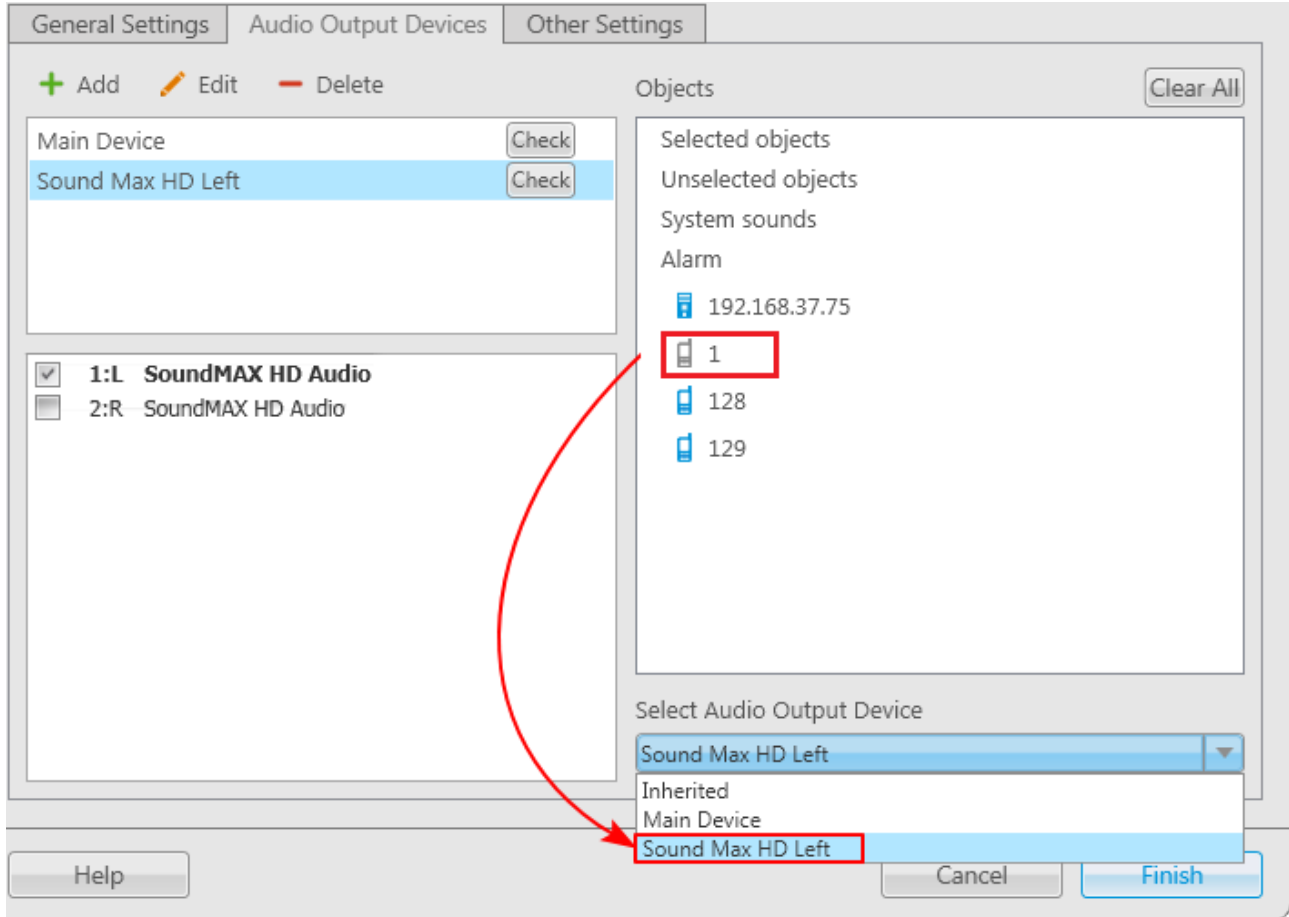 General Settings
Audio Output Devices
Other Settings
Add
Edit
Delete
Main Device
Check
Sound Max HD Left
Check
1:L SoundMAX HD Audio
2:R SoundMAX HD Audio
Objects
Clear All
Selected objects
Unselected objects
System sounds
Alarm
192.168.37.75
1
128
129
Select Audio Output Device
Sound Max HD Left
Inherited
Main Device
Sound Max HD Left
Help
Cancel
Finish